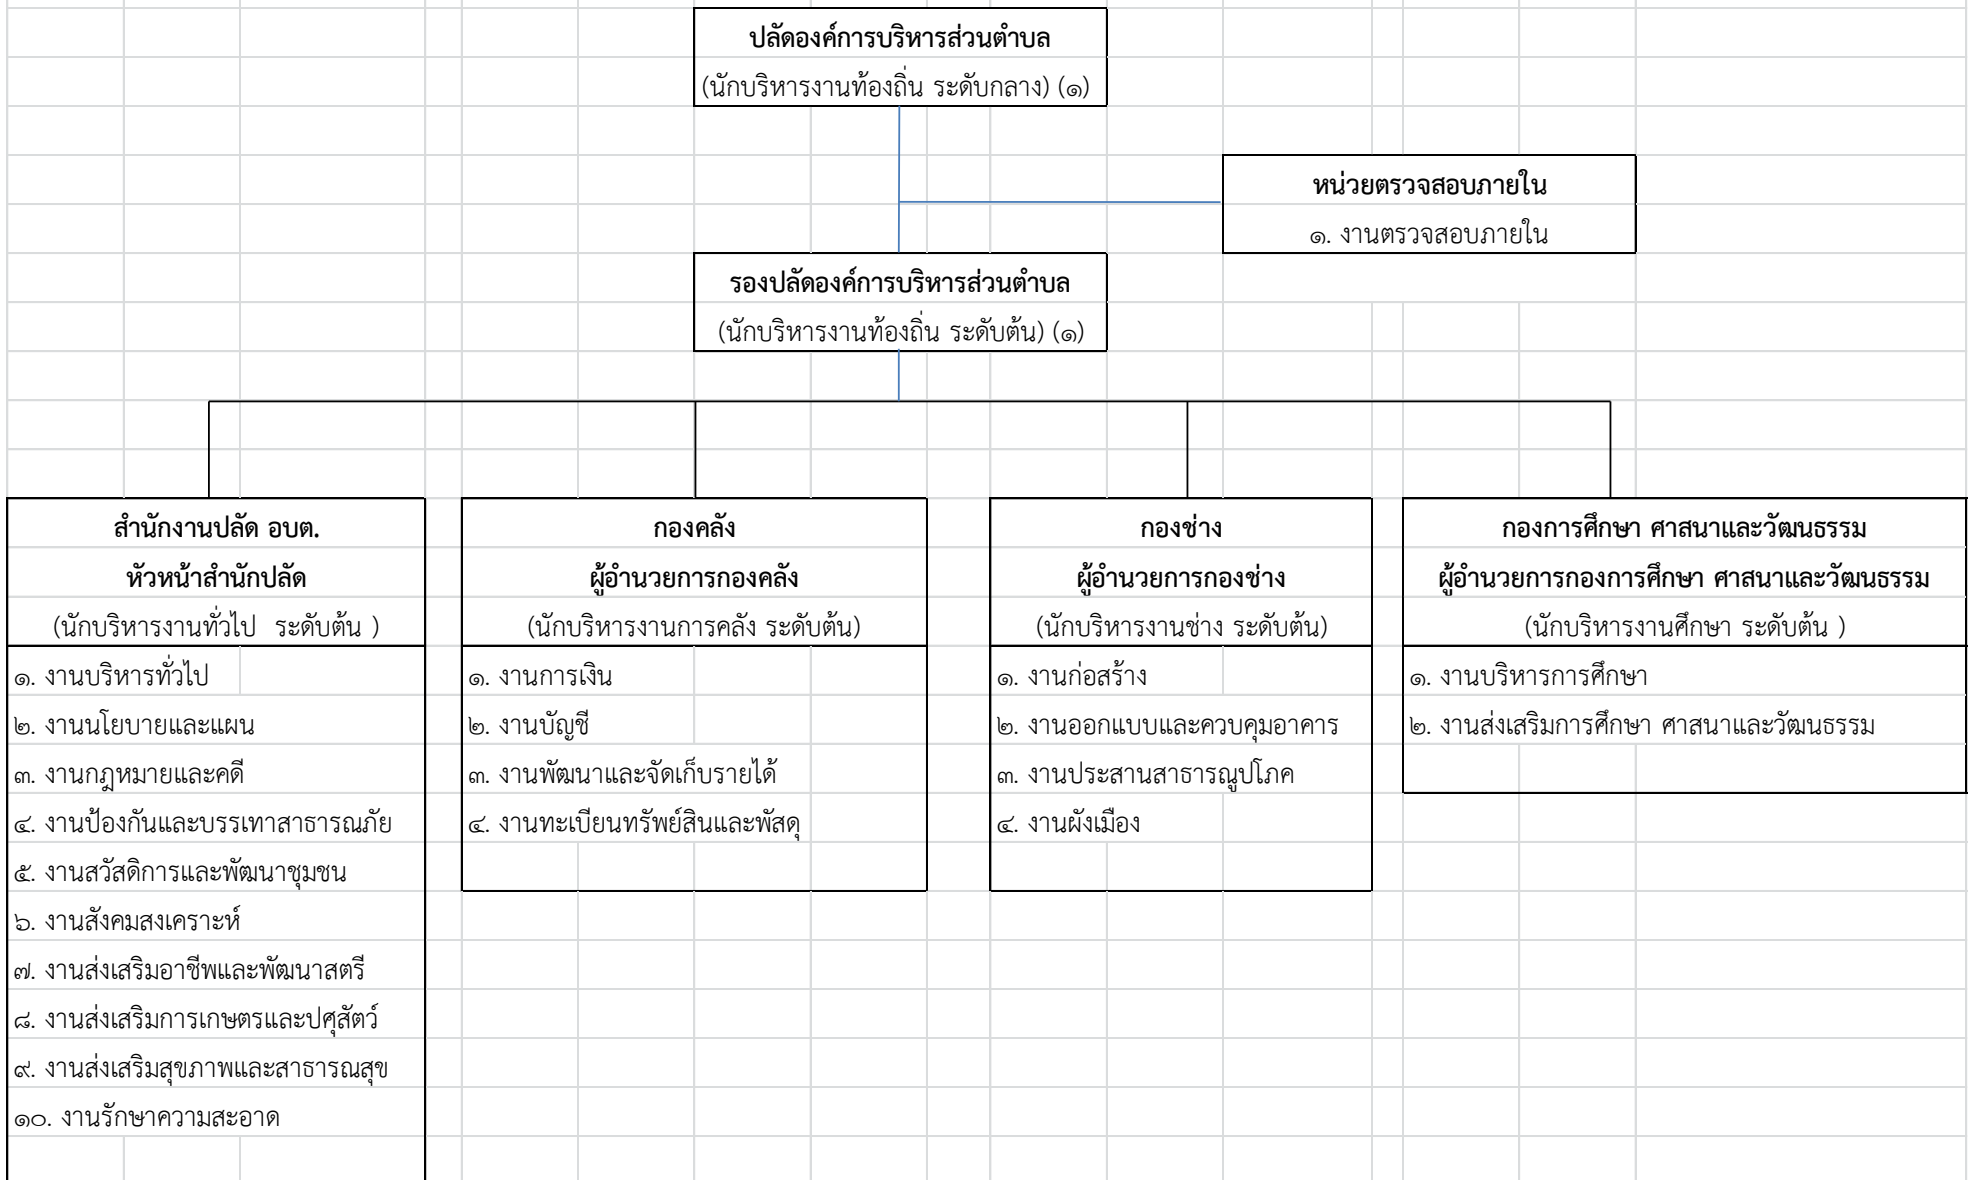 ปลัดองค์การบริหารส่วนตำบล
(นักบริหารงานท้องถิ่น ระดับกลาง) (๑)
หน่วยตรวจสอบภายใน
๑. งานตรวจสอบภายใน
รองปลัดองค์การบริหารส่วนตำบล
(นักบริหารงานท้องถิ่น ระดับต้น) (๑)
สำนักงานปลัด อบต.
หัวหน้าสำนักปลัด
(นักบริหารงานทั่วไป ระดับต้น )
๑. งานบริหารทั่วไป
๒. งานนโยบายและแผน
๓. งานกฎหมายและคดี
๔. งานป้องกันและบรรเทาสาธารณภัย
๕. งานสวัสดิการและพัฒนาชุมชน
๖. งานสังคมสงเคราะห์
๗. งานส่งเสริมอาชีพและพัฒนาสตรี
๘. งานส่งเสริมการเกษตรและปศุสัตว์
๙. งานส่งเสริมสุขภาพและสาธารณสุข
๑๐. งานรักษาความสะอาด
กองคลัง
ผู้อำนวยการกองคลัง
(นักบริหารงานการคลัง ระดับต้น)
๑. งานการเงิน
๒. งานบัญชี
๓. งานพัฒนาและจัดเก็บรายได้
๔. งานทะเบียนทรัพย์สินและพัสดุ
กองช่าง
ผู้อำนวยการกองช่าง
(นักบริหารงานช่าง ระดับต้น)
๑. งานก่อสร้าง
๒. งานออกแบบและควบคุมอาคาร
๓. งานประสานสาธารณูปโภค
๔. งานผังเมือง
กองการศึกษา ศาสนาและวัฒนธรรม
ผู้อำนวยการกองการศึกษา ศาสนาและวัฒนธรรม
(นักบริหารงานศึกษา ระดับต้น )
๑. งานบริหารการศึกษา
๒. งานส่งเสริมการศึกษา ศาสนาและวัฒนธรรม